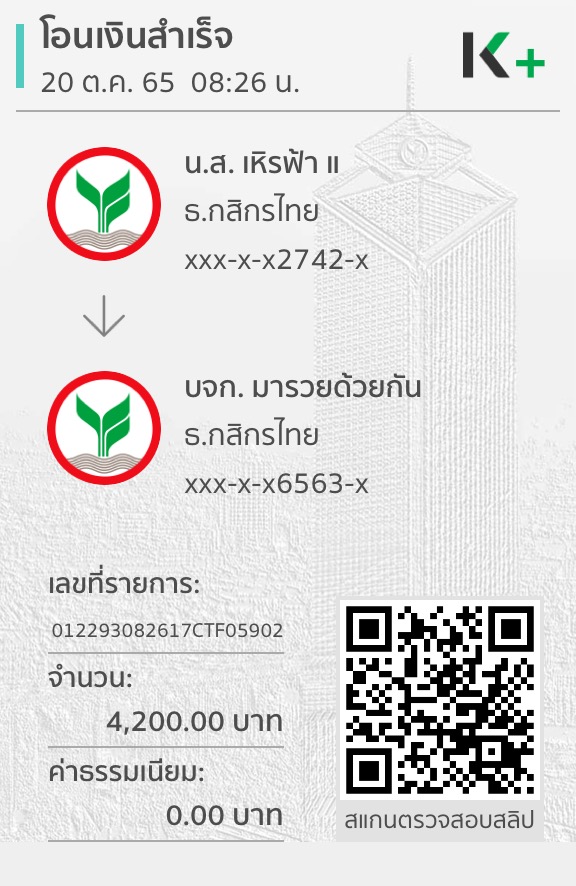 โอนเงินสำเร็จ
20 ต.ค. 65 08:26 น.
K+
น.ส. เหิรฟ้า แ
ธ.กสิกรไทย
xxx-x-x2742-x
บจก. มารวยด้วยกัน
ธ.กสิกรไทย
xxx-x-x6563-x
เลขที่รายการ:
012293082617CTF05902
จำนวน:
4,200.00 บาท
ค่าธรรมเนียม:
0.00 บาท
สแกนตรวจสอบสลิป